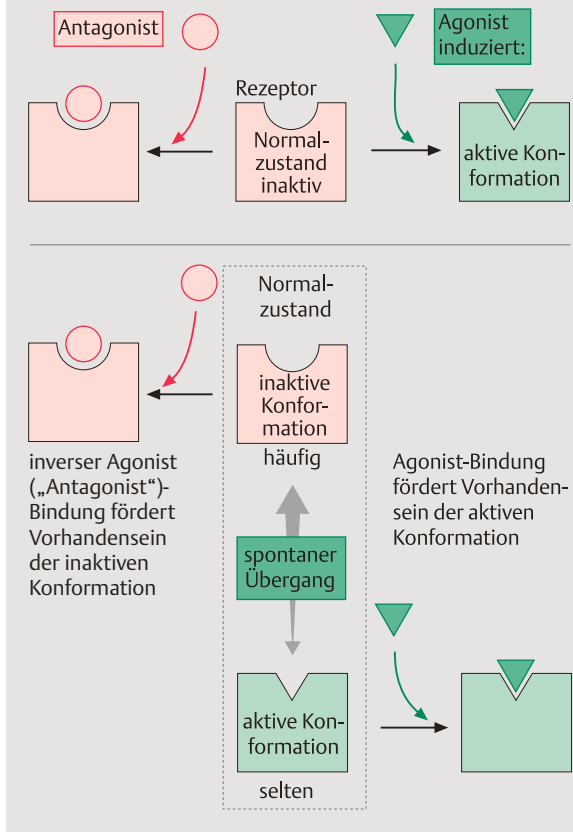 Antagonist
Agonist
induziert:
Rezeptor
Normal-
zustand
inaktiv
aktive Kon-
formation
Normal-
zustand
inaktive
Konfor-
mation
häufig
inverser Agonist
(„Antagonist“)-
Bindung fördert
Vorhandensein
der inaktiven
Konformation
Agonist-Bindung
fördert Vorhanden-
sein der aktiven
Konformation
spontaner
Übergang
aktive Kon-
formation
selten